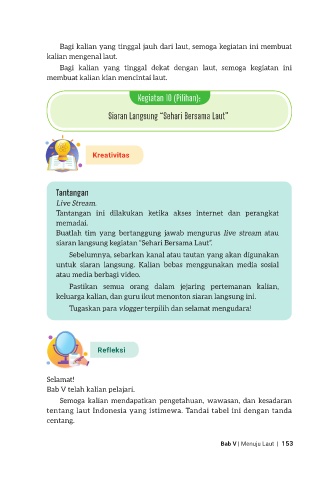 Bagi kalian yang tinggal jauh dari laut, semoga kegiatan ini membuat
kalian mengenal laut.
Bagi kalian yang tinggal dekat dengan laut, semoga kegiatan ini
membuat kalian kian mencintai laut.
Kegiatan 10 (Pilihan):
Siaran Langsung “Sehari Bersama Laut”
Kreativitas
Tantangan
Live Stream.
Tantangan ini dilakukan ketika akses internet dan perangkat
memadai.
Buatlah tim yang bertanggung jawab mengurus live stream atau
siaran langsung kegiatan “Sehari Bersama Laut”.
Sebelumnya, sebarkan kanal atau tautan yang akan digunakan
untuk siaran langsung. Kalian bebas menggunakan media sosial
atau media berbagi video.
Pastikan semua orang dalam jejaring pertemanan kalian,
keluarga kalian, dan guru ikut menonton siaran langsung ini.
Tugaskan para vlogger terpilih dan selamat mengudara!
Refleksi
Selamat!
Bab V telah kalian pelajari.
Semoga kalian mendapatkan pengetahuan, wawasan, dan kesadaran
tentang laut Indonesia yang istimewa. Tandai tabel ini dengan tanda
centang.
Bab V | Menuju Laut | 153